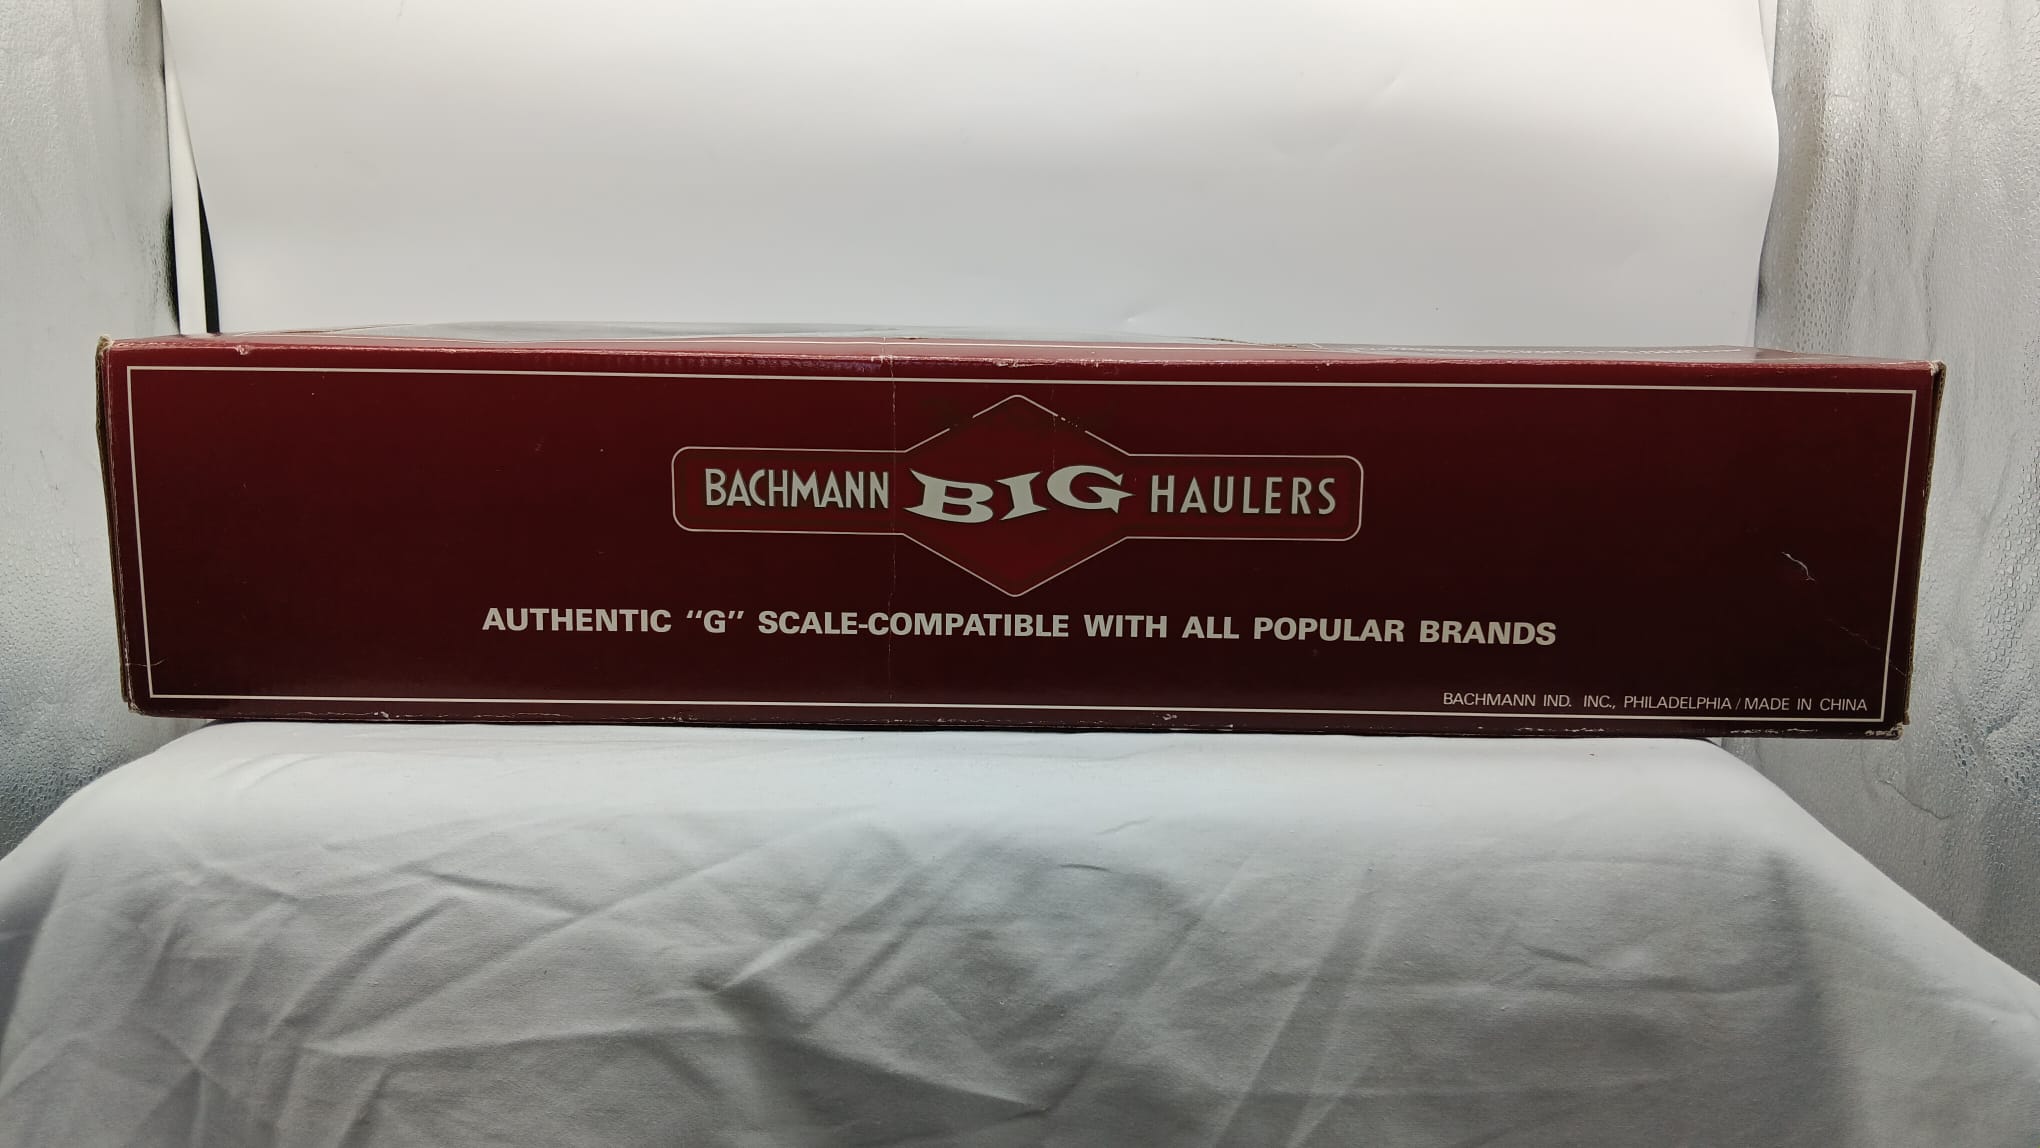 BACHMANN BIG HAULERS
AUTHENTIC “G” SCALE-COMPATIBLE WITH ALL POPULAR BRANDS
BACHMANN IND. INC., PHILADELPHIA / MADE IN CHINA